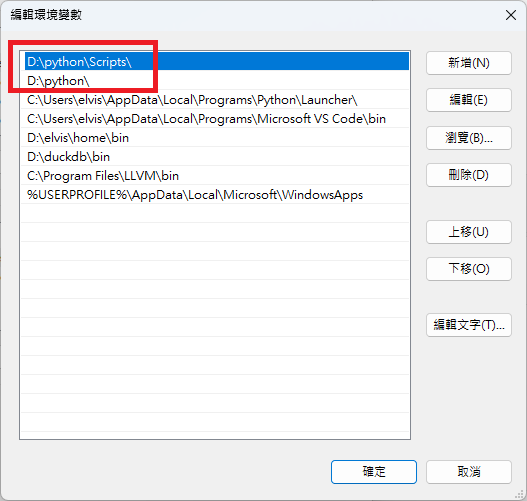 編輯環境變數
D:\python\Scripts\
D:\python\
C:\Users\elvis\AppData\Local\Programs\Python\Launcher\
C:\Users\elvis\AppData\Local\Programs\Microsoft VS Code\bin
D:\elvis\home\bin
D:\duckdb\bin
C:\Program Files\LLVM\bin
%USERPROFILE%\AppData\Local\Microsoft\WindowsApps
新增(N)
編輯(E)
瀏覽(B)...
刪除(D)
上移(U)
下移(O)
編輯文字(T)...
確定
取消